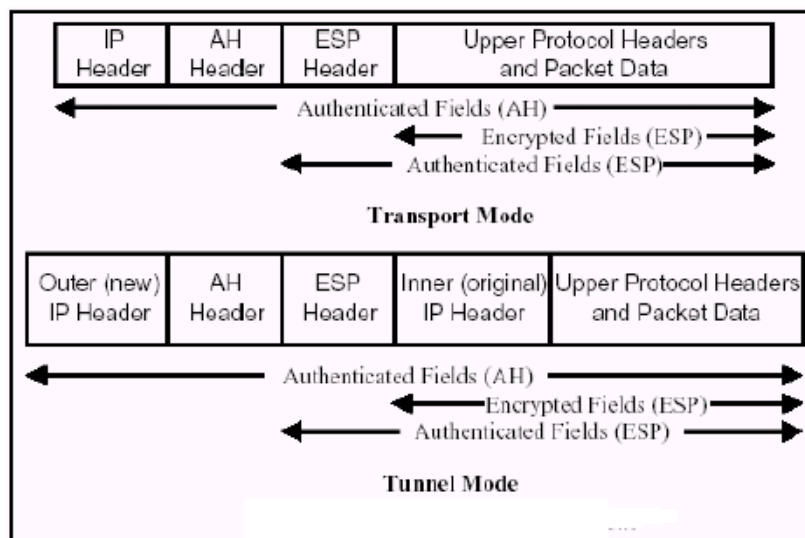 IP Header
AH Header
ESP Header
Upper Protocol Headers and Packet Data
Authenticated Fields (AH)
Encrypted Fields (ESP)
Authenticated Fields (ESP)
Transport Mode
Outer (new) IP Header
AH Header
ESP Header
Inner (original) IP Header
Upper Protocol Headers and Packet Data
Authenticated Fields (AH)
Encrypted Fields (ESP)
Authenticated Fields (ESP)
Tunnel Mode